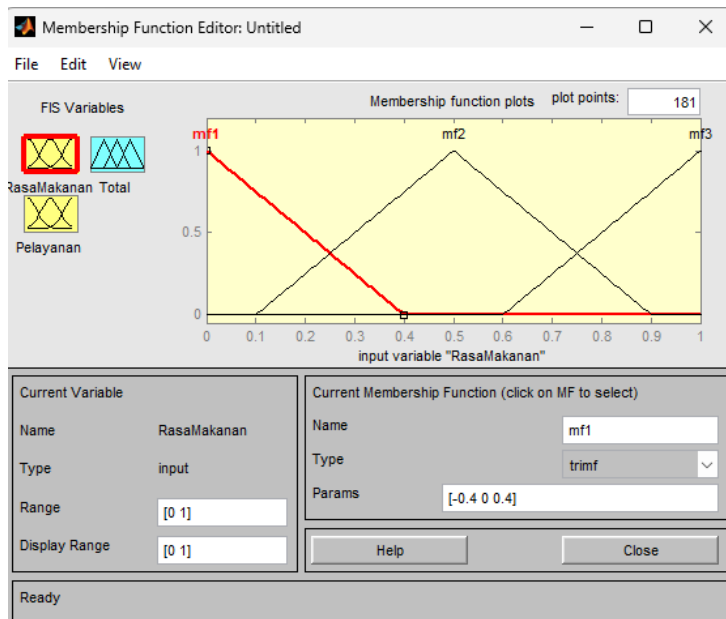 Membership Function Editor: Untitled
File Edit View
FIS Variables
RasaMakanan Total
Pelayanan
Membership function plots plot points: 181
mf1 mf2 mf3
1
0.5
0
0 0.1 0.2 0.3 0.4 0.5 0.6 0.7 0.8 0.9 1
input variable "RasaMakanan"
Current Variable
Name RasaMakanan
Type input
Range [0 1]
Display Range [0 1]
Current Membership Function (click on MF to select)
Name mf1
Type trimf
Params [-0.4 0 0.4]
Help Close
Ready